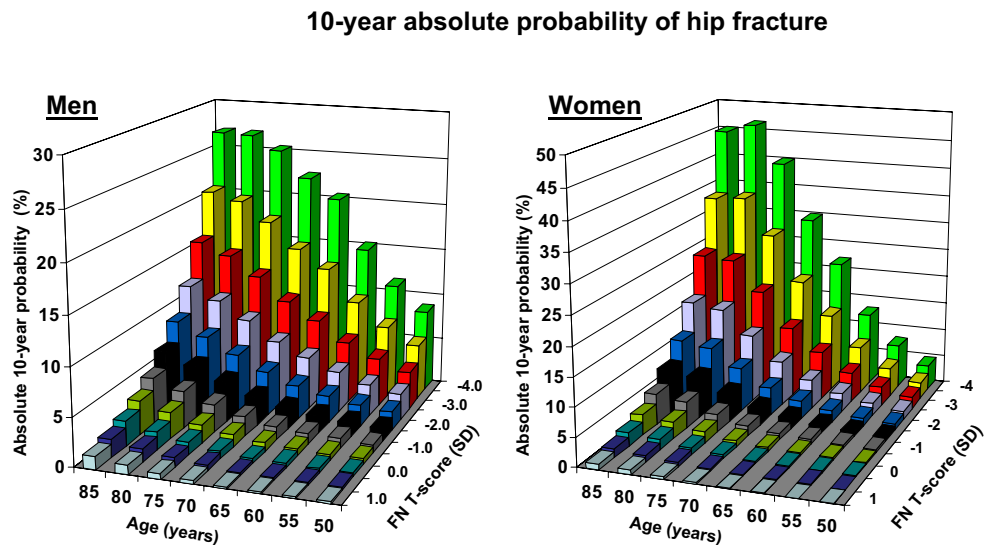 10-year absolute probability of hip fracture
Men
Absolute 10-year probability (%)
30
25
20
15
10
5
0
85 80 75 70 65 60 55 50
Age (years)
1.0 0.0 -1.0 -2.0 -3.0 -4.0
FN T-score (SD)
Women
Absolute 10-year probability (%)
50
45
40
35
30
25
20
15
10
5
0
85 80 75 70 65 60 55 50
Age (years)
1 0 -1 -2 -3 -4
FN T-score (SD)